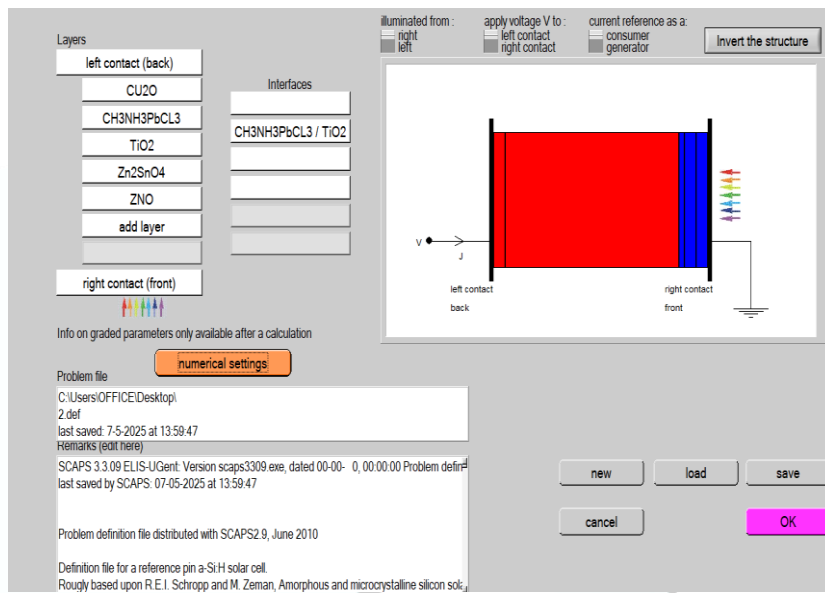 illuminated from :
right
left
apply voltage V to :
left contact
right contact
current reference as a:
consumer
generator
Invert the structure
Layers
left contact (back)
CU2O
CH3NH3PbCL3
TiO2
Zn2SnO4
ZNO
add layer
right contact (front)
Interfaces
CH3NH3PbCL3 / TiO2
V
J
left contact
back
right contact
front
Info on graded parameters only available after a calculation
numerical settings
Problem file
C:\Users\OFFICE\Desktop\
2.def
last saved: 7-5-2025 at 13:59:47
Remarks (edit here)
SCAPS 3.3.09 ELIS-UGent: Version scaps3309.exe, dated 00-00- 0, 00:00:00 Problem defin
last saved by SCAPS: 07-05-2025 at 13:59:47
Problem definition file distributed with SCAPS2.9, June 2010
Definition file for a reference pin a-Si:H solar cell.
Rougly based upon R.E.I. Schropp and M. Zeman, Amorphous and microcrystalline silicon sola
new
load
save
cancel
OK